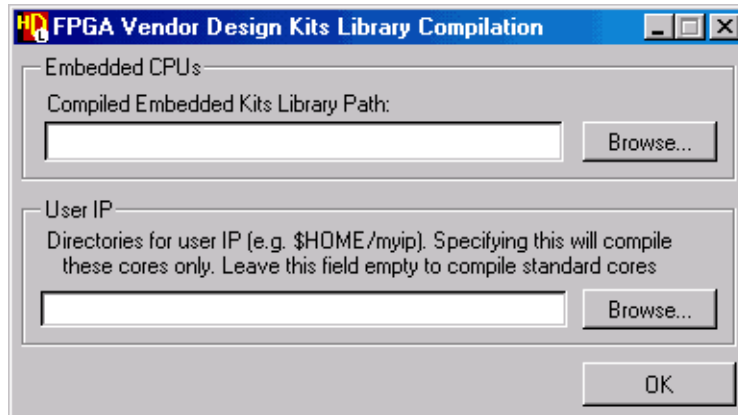 HDL FPGA Vendor Design Kits Library Compilation
Embedded CPUs
Compiled Embedded Kits Library Path:
Browse...
User IP
Directories for user IP (e.g. $HOME/myip). Specifying this will compile
these cores only. Leave this field empty to compile standard cores
Browse...
OK